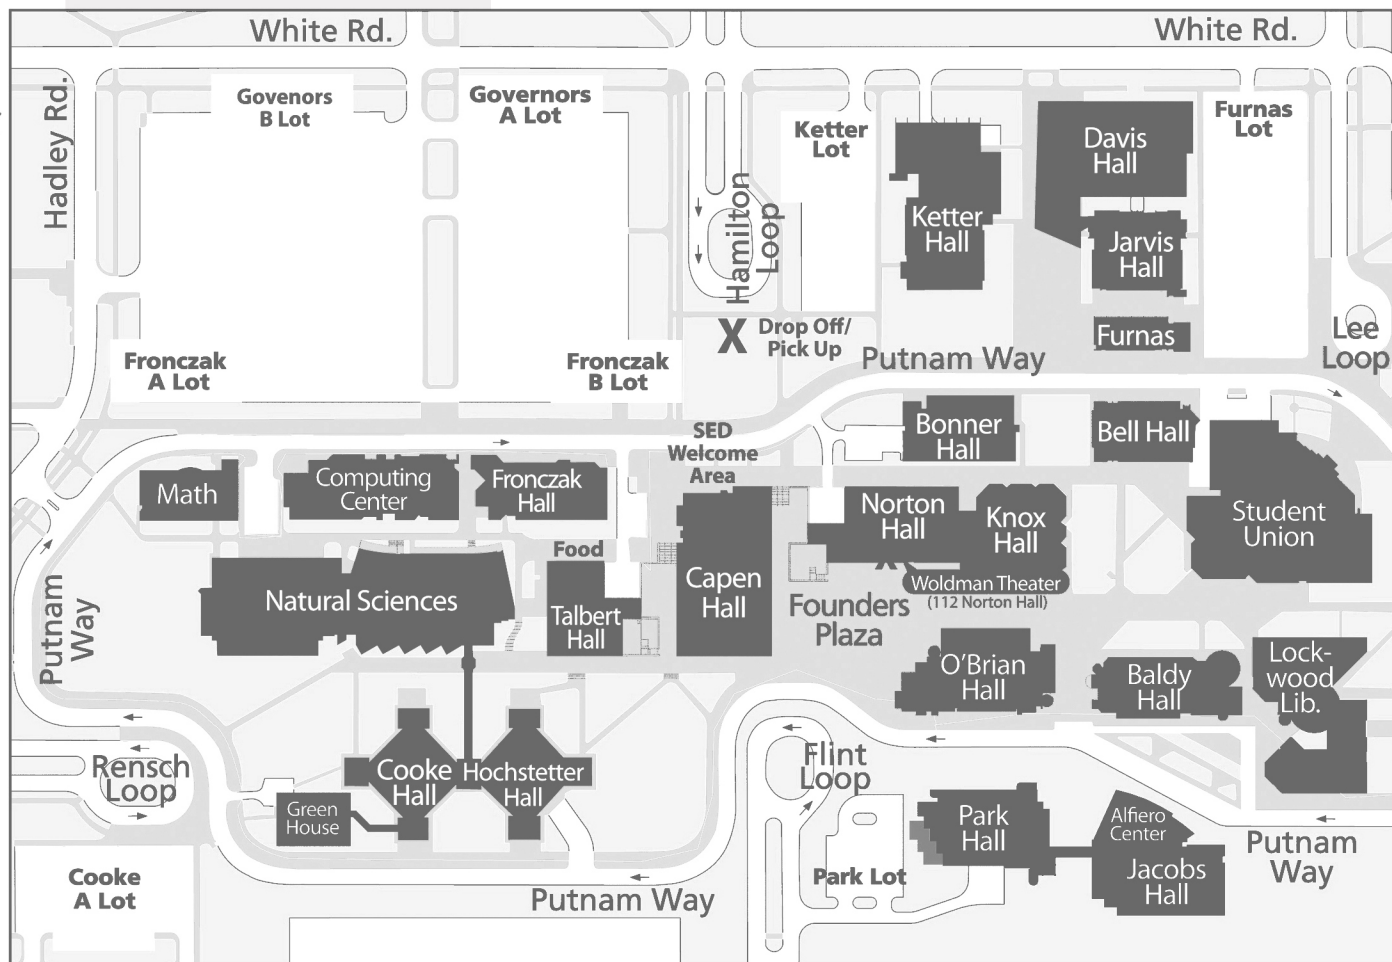 White Rd.
White Rd.
Hadley Rd.
Govenors
B Lot
Governors
A Lot
Ketter
Lot
Furnas
Lot
Davis
Hall
Hamilton
Loop
Ketter
Hall
Jarvis
Hall
X
Drop Off/
Pick Up
Furnas
Lee
Loop
Fronczak
A Lot
Fronczak
B Lot
Putnam Way
SED
Welcome
Area
Bonner
Hall
Bell Hall
Math
Computing
Center
Fronczak
Hall
Norton
Hall
Knox
Hall
Student
Union
Food
Natural Sciences
Talbert
Hall
Capen
Hall
Woldman Theater
(112 Norton Hall)
Founders
Plaza
Putnam
Way
O'Brian
Hall
Baldy
Hall
Lock-
wood
Lib.
Rensch
Loop
Cooke
Hall
Hochstetter
Hall
Flint
Loop
Green
House
Park
Hall
Alfiero
Center
Putnam
Way
Cooke
A Lot
Park Lot
Jacobs
Hall
Putnam Way